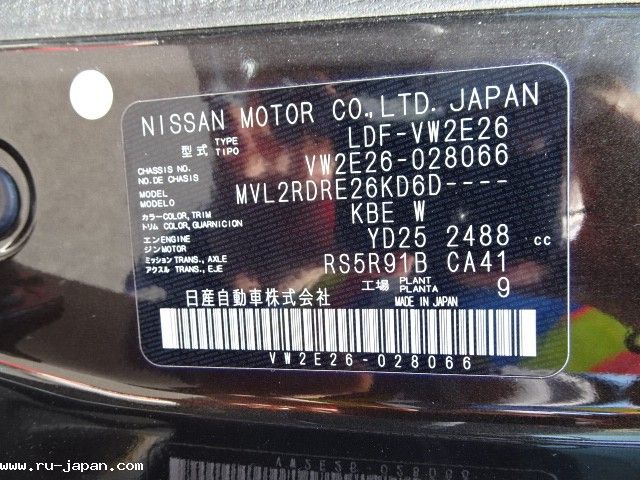 NISSAN MOTOR CO., LTD. JAPAN
型式 TYPE TIPO LDF-VW2E26
CHASSIS NO. NO. DE CHASIS VW2E26-028066
MODEL MODELO MVL2RDRE26KD6D----
カラー COLOR, TRIM トリム COLOR, GUARNICION KBE W
エンジン ENGINE MOTOR YD25 2488 cc
ミッション TRANS., AXLE アクスル TRANS., EJE RS5R91B CA41
日産自動車株式会社 工場 PLANT PLANTA 9
MADE IN JAPAN
VW2E26-028066
www.ru-japan.com